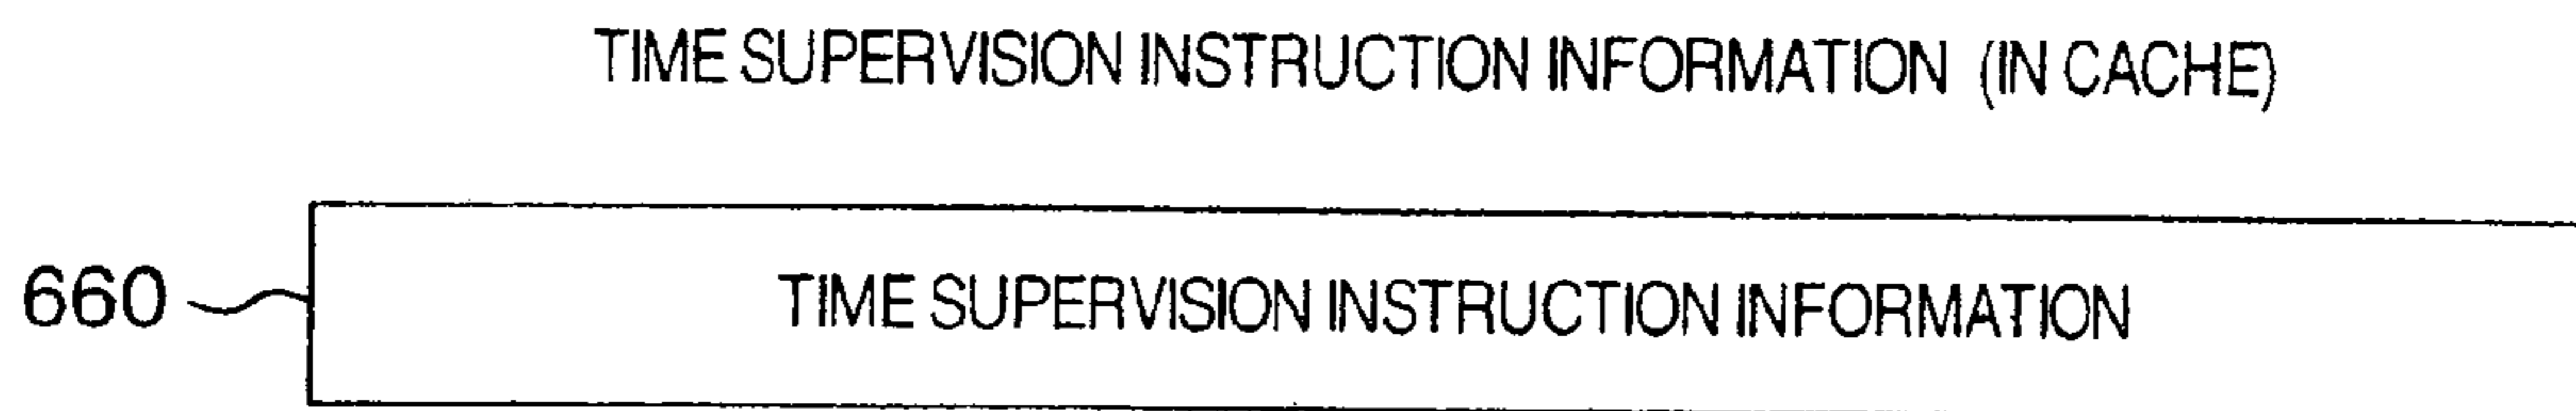 TIME SUPERVISION INSTRUCTION INFORMATION (IN CACHE)
660 TIME SUPERVISION INSTRUCTION INFORMATION